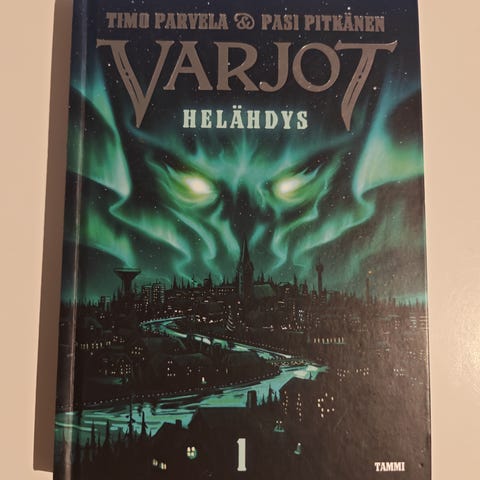 TIMO PARVELA & PASI PITKÄNEN
VARJOT
HELÄHDYS
1
TAMMI